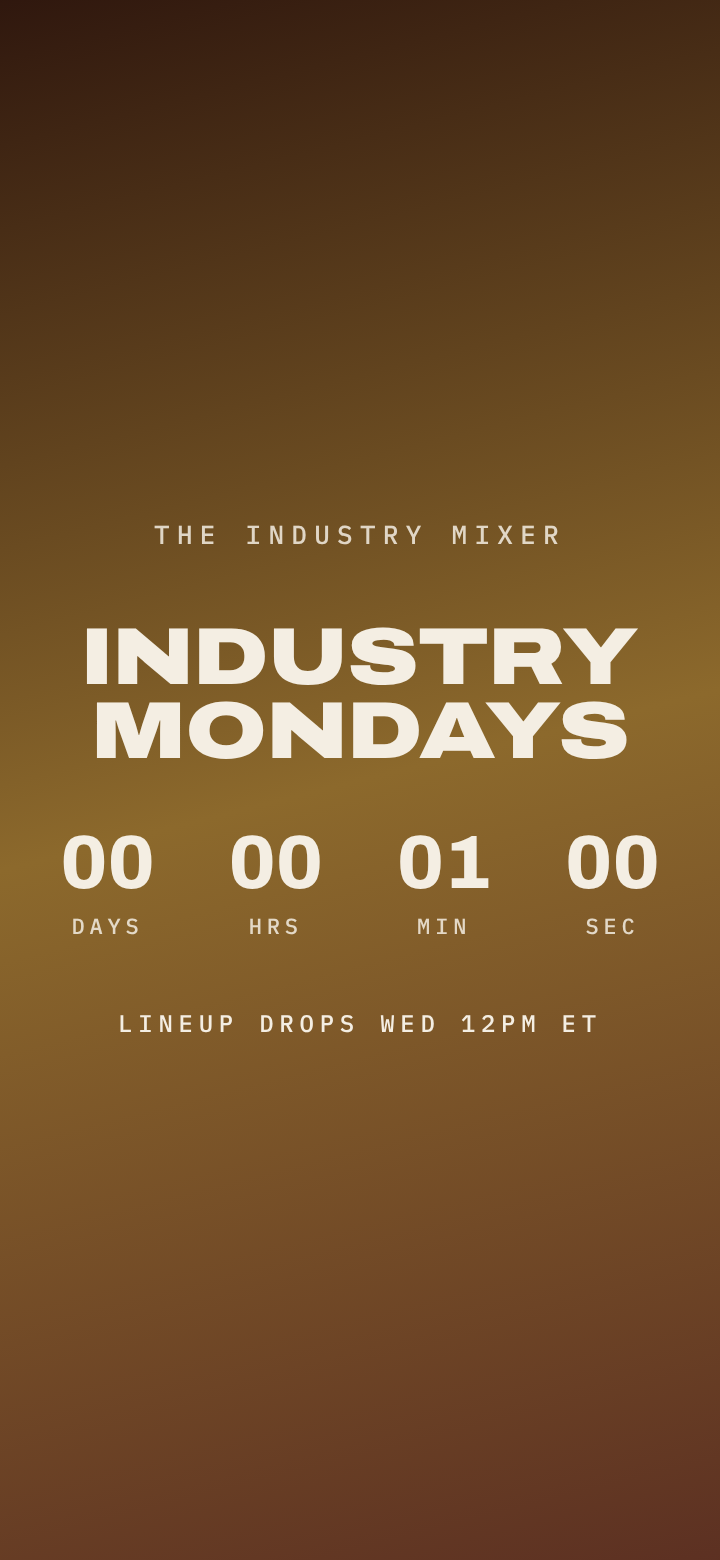 THE INDUSTRY MIXER
INDUSTRY
MONDAYS
00 00 01 00
DAYS HRS MIN SEC
LINEUP DROPS WED 12PM ET